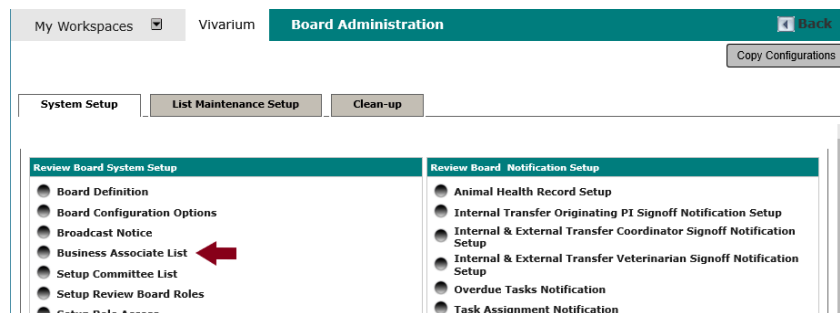 My Workspaces Vivarium Board Administration Back
Copy Configurations
System Setup List Maintenance Setup Clean-up
Review Board System Setup
Board Definition
Board Configuration Options
Broadcast Notice
Business Associate List
Setup Committee List
Setup Review Board Roles
Setup Role Access
Review Board Notification Setup
Animal Health Record Setup
Internal Transfer Originating PI Signoff Notification Setup
Internal & External Transfer Coordinator Signoff Notification
Setup
Internal & External Transfer Veterinarian Signoff Notification
Setup
Overdue Tasks Notification
Task Assignment Notification